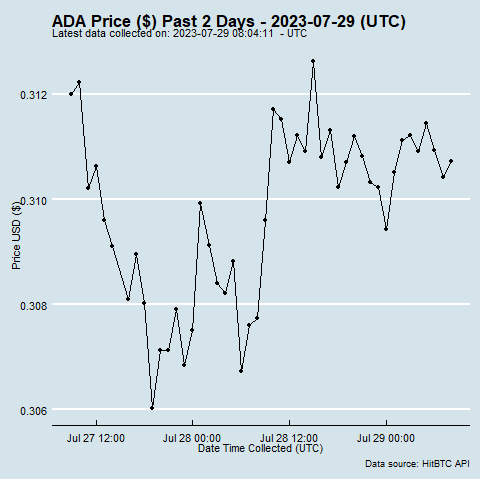 ADA Price ($) Past 2 Days - 2023-07-29 (UTC)
Latest data collected on: 2023-07-29 08:04:11 - UTC
0.312
0.310
0.308
0.306
Price USD ($)
Jul 27 12:00 Jul 28 00:00 Jul 28 12:00 Jul 29 00:00
Date Time Collected (UTC)
Data source: HitBTC API